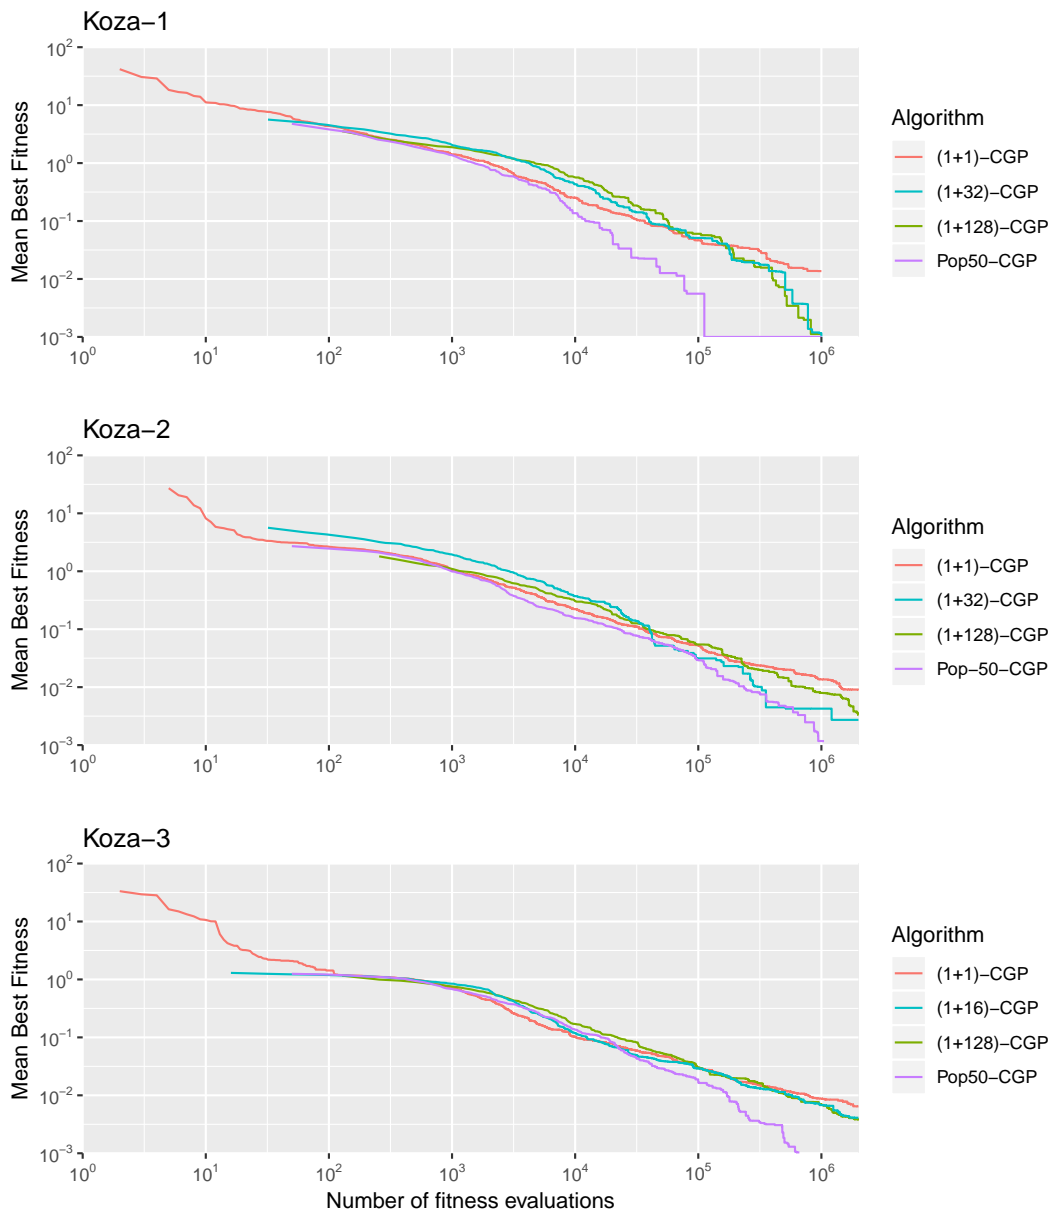 Koza−1
Mean Best Fitness
10^2
10^1
10^0
10^−1
10^−2
10^−3
10^0 10^1 10^2 10^3 10^4 10^5 10^6
Algorithm
(1+1)−CGP
(1+32)−CGP
(1+128)−CGP
Pop50−CGP
Koza−2
Mean Best Fitness
10^2
10^1
10^0
10^−1
10^−2
10^−3
10^0 10^1 10^2 10^3 10^4 10^5 10^6
Algorithm
(1+1)−CGP
(1+32)−CGP
(1+128)−CGP
Pop−50−CGP
Koza−3
Mean Best Fitness
10^2
10^1
10^0
10^−1
10^−2
10^−3
10^0 10^1 10^2 10^3 10^4 10^5 10^6
Number of fitness evaluations
Algorithm
(1+1)−CGP
(1+16)−CGP
(1+128)−CGP
Pop50−CGP